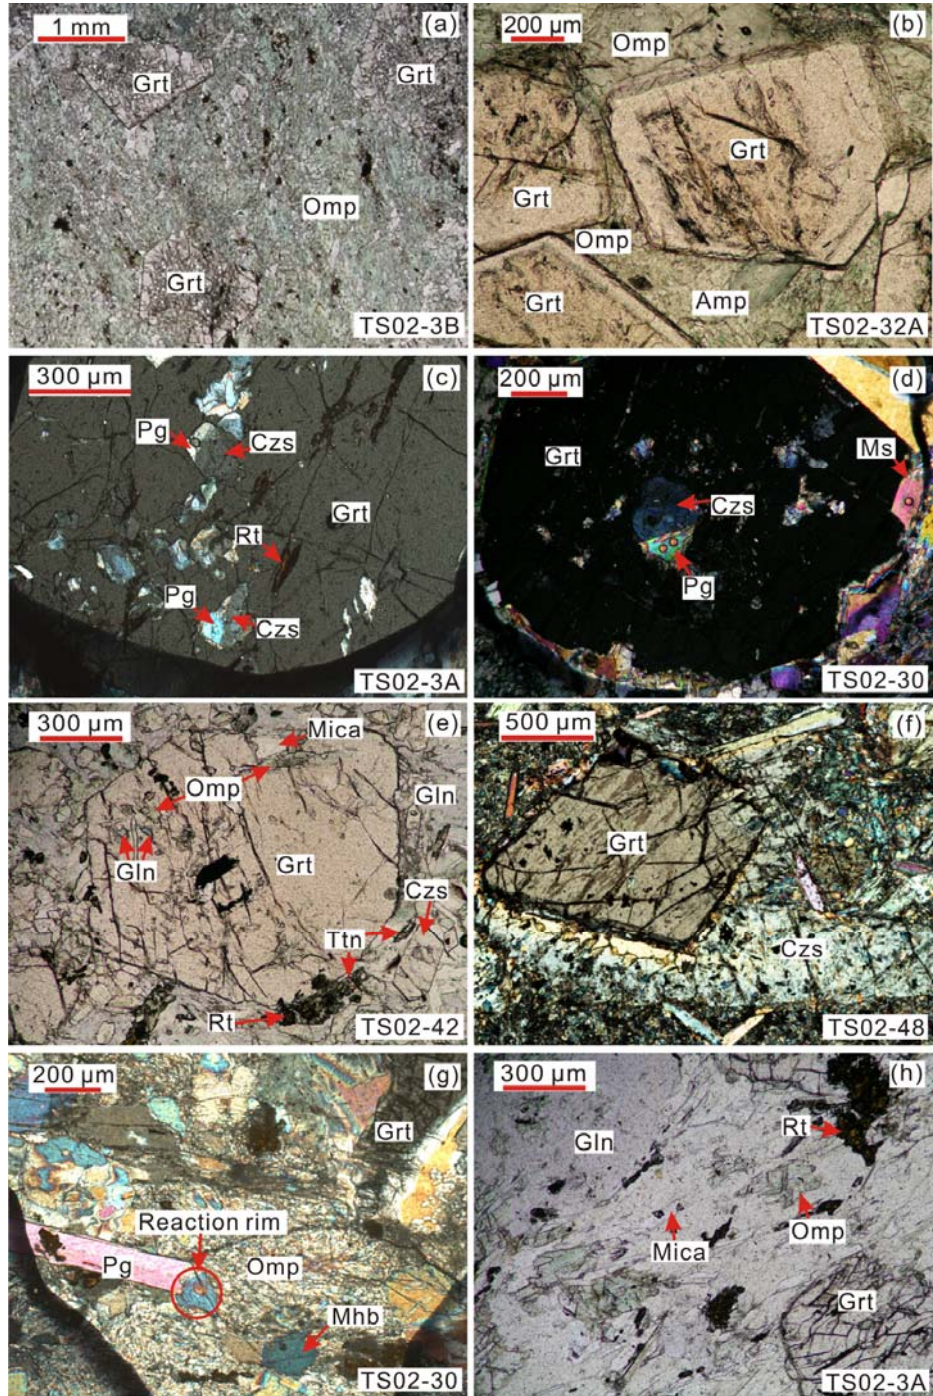 1 mm
(a)
Grt
Grt
Omp
Grt
TS02-3B
200 µm
(b)
Omp
Grt
Grt
Omp
Grt
Amp
TS02-32A
300 µm
(c)
Pg
Czs
Grt
Rt
Pg
Czs
TS02-3A
200 µm
(d)
Grt
Ms
Czs
Pg
TS02-30
300 µm
(e)
Mica
Omp
Gln
Gln
Grt
Czs
Ttn
Rt
TS02-42
500 µm
(f)
Grt
Czs
TS02-48
200 µm
(g)
Grt
Reaction rim
Pg
Omp
Mhb
TS02-30
300 µm
(h)
Gln
Rt
Mica
Omp
Grt
TS02-3A